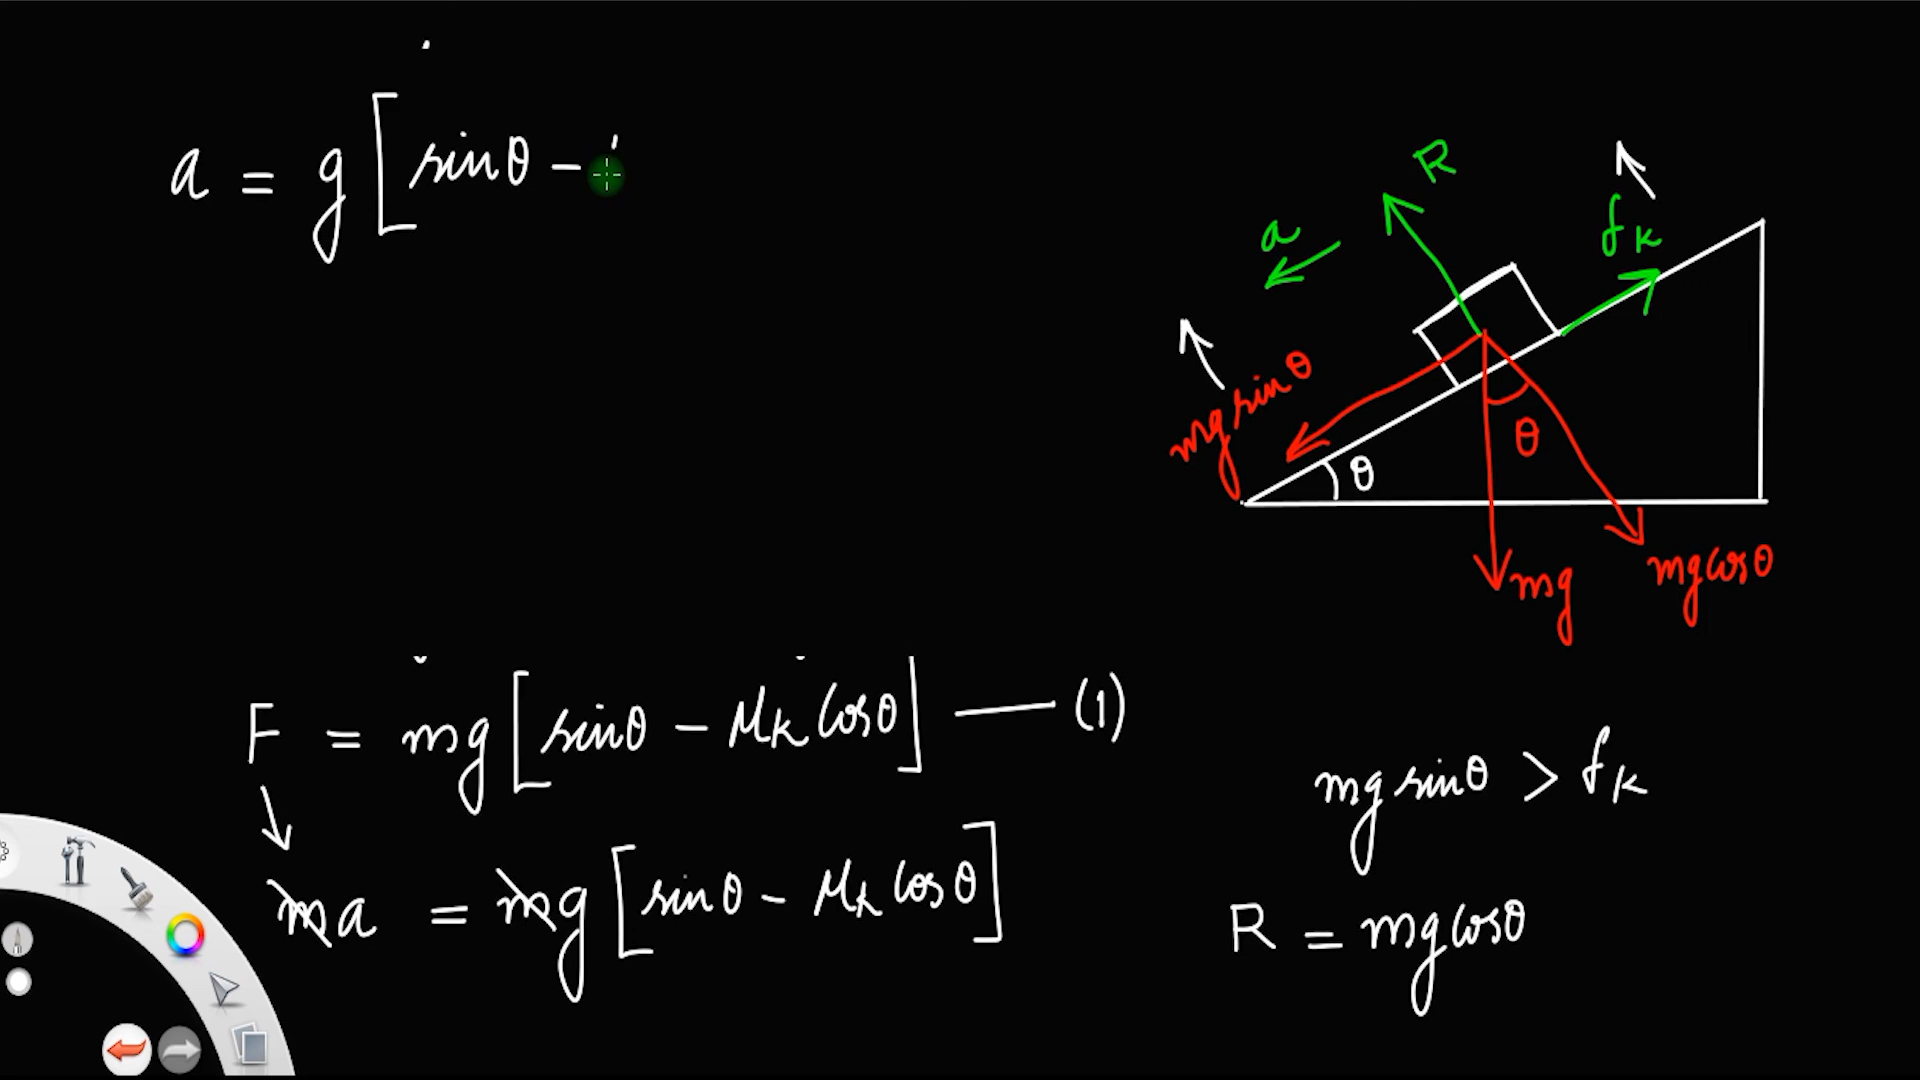 a = g [sinθ -
R
a
f_k
mg sinθ
θ
θ
mg
mg cosθ
F = mg [sinθ - μ_k cosθ] — (1)
ma = mg [sinθ - μ_k cosθ]
mg sinθ > f_k
R = mg cosθ